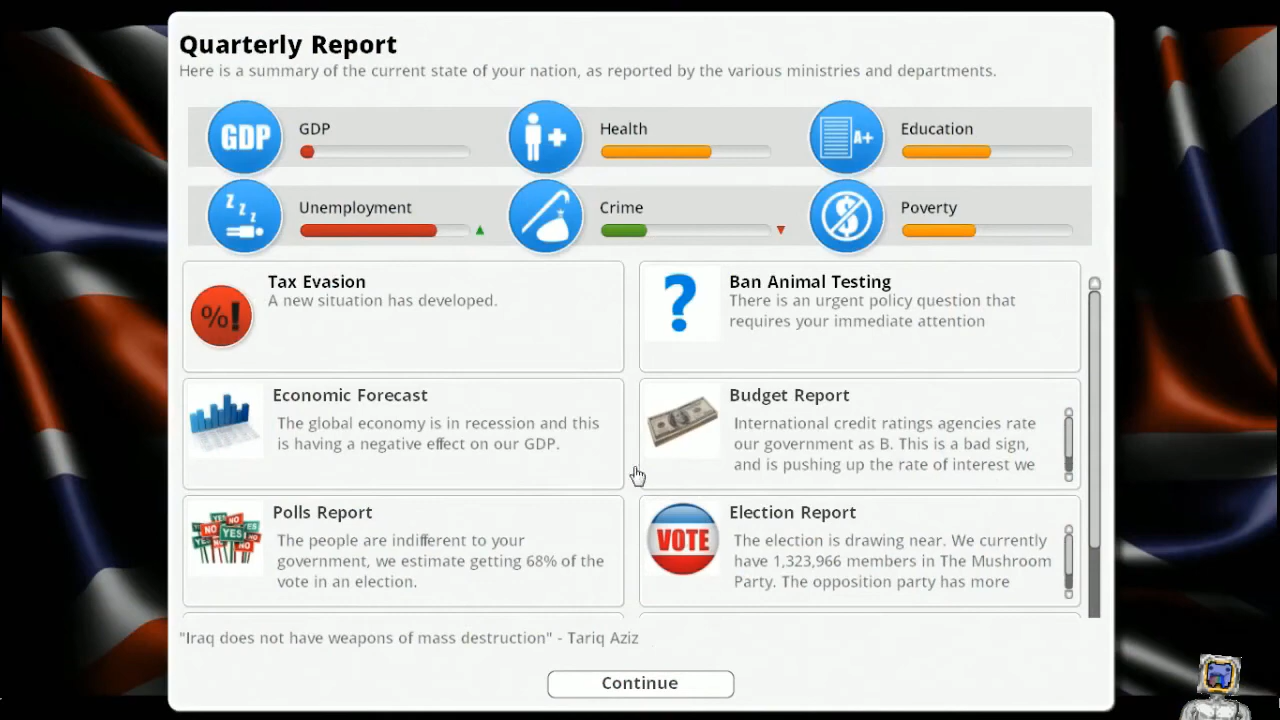 Quarterly Report
Here is a summary of the current state of your nation, as reported by the various ministries and departments.
GDP
GDP
Health
A+
Education
Z Z Z
Unemployment
Crime
$
Poverty
%!
Tax Evasion
A new situation has developed.
?
Ban Animal Testing
There is an urgent policy question that
requires your immediate attention
Economic Forecast
The global economy is in recession and this
is having a negative effect on our GDP.
Budget Report
International credit ratings agencies rate
our government as B. This is a bad sign,
and is pushing up the rate of interest we
YES NO
NO YES YES
NO
Polls Report
The people are indifferent to your
government, we estimate getting 68% of the
vote in an election.
VOTE
Election Report
The election is drawing near. We currently
have 1,323,966 members in The Mushroom
Party. The opposition party has more
"Iraq does not have weapons of mass destruction" - Tariq Aziz
Continue